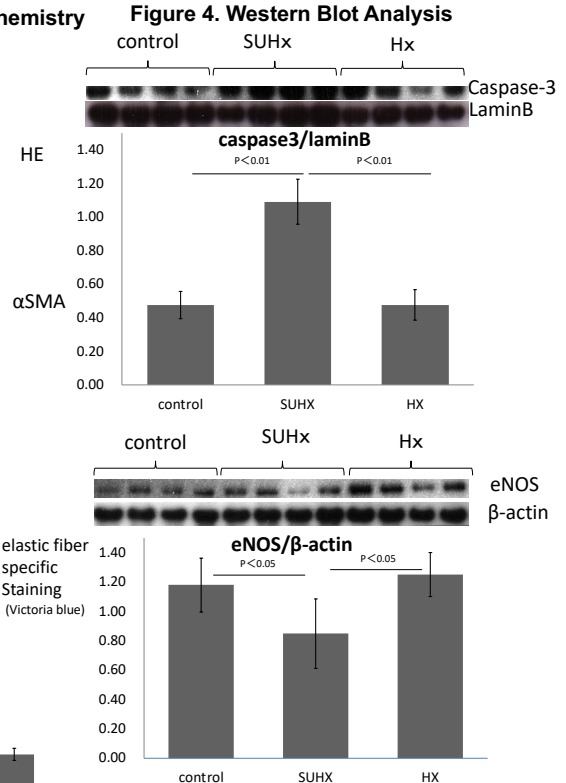 hemistry
Figure 4. Western Blot Analysis
control SUHx Hx
Caspase-3
LaminB
caspase3/laminB
HE
P＜0.01 P＜0.01
1.40
1.20
1.00
0.80
0.60
αSMA
0.40
0.20
0.00
control SUHX HX
control SUHx Hx
eNOS
β-actin
elastic fiber
specific
Staining
(Victoria blue)
eNOS/β-actin
P＜0.05 P＜0.05
1.40
1.20
1.00
0.80
0.60
0.40
0.20
0.00
control SUHX HX